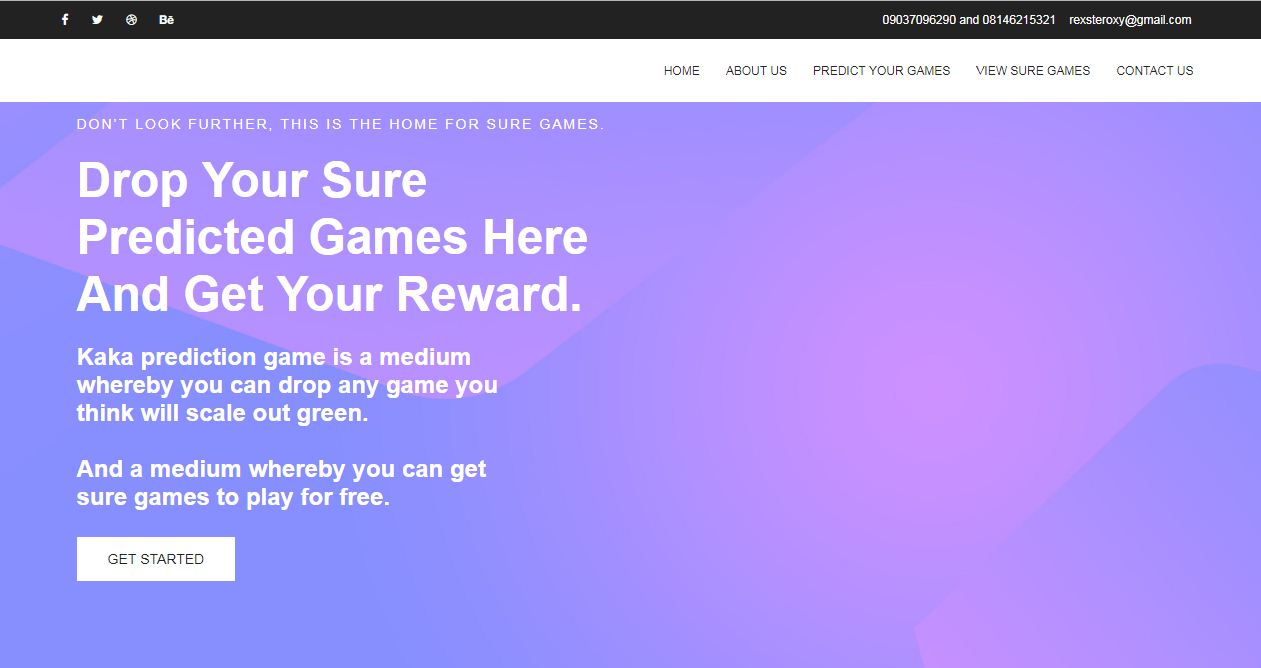 09037096290 and 08146215321 rexsteroxy@gmail.com
HOME ABOUT US PREDICT YOUR GAMES VIEW SURE GAMES CONTACT US
DON'T LOOK FURTHER, THIS IS THE HOME FOR SURE GAMES.
Drop Your Sure
Predicted Games Here
And Get Your Reward.
Kaka prediction game is a medium
whereby you can drop any game you
think will scale out green.
And a medium whereby you can get
sure games to play for free.
GET STARTED